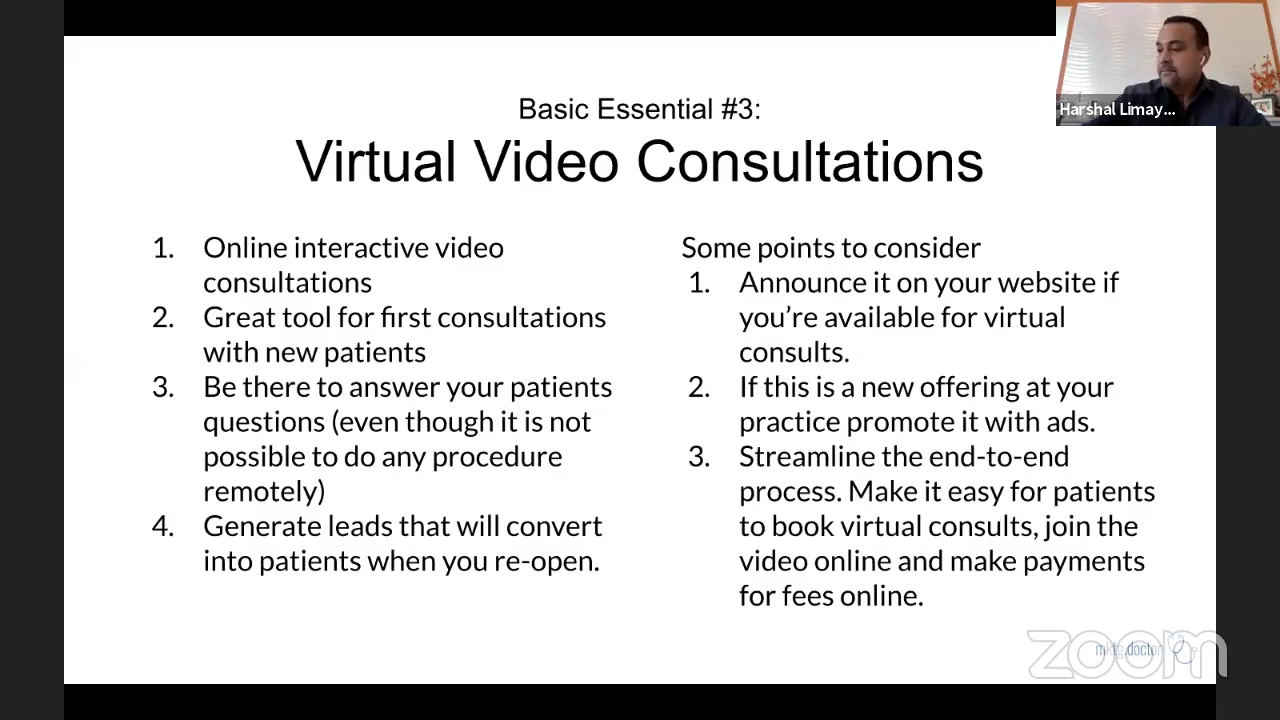 Basic Essential #3:
Virtual Video Consultations
Harshal Limay...
1. Online interactive video
consultations
2. Great tool for first consultations
with new patients
3. Be there to answer your patients
questions (even though it is not
possible to do any procedure
remotely)
4. Generate leads that will convert
into patients when you re-open.
Some points to consider
1. Announce it on your website if
you’re available for virtual
consults.
2. If this is a new offering at your
practice promote it with ads.
3. Streamline the end-to-end
process. Make it easy for patients
to book virtual consults, join the
video online and make payments
for fees online.
mktg.doctor
zoom